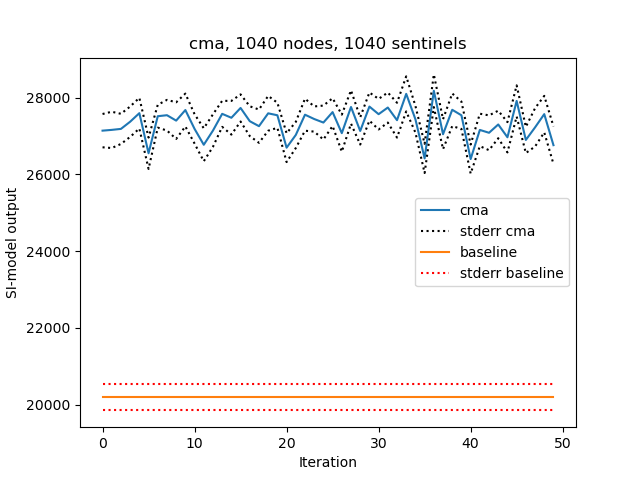 cma, 1040 nodes, 1040 sentinels
SI-model output
28000
26000
24000
22000
20000
cma
stderr cma
baseline
stderr baseline
0 10 20 30 40 50
Iteration